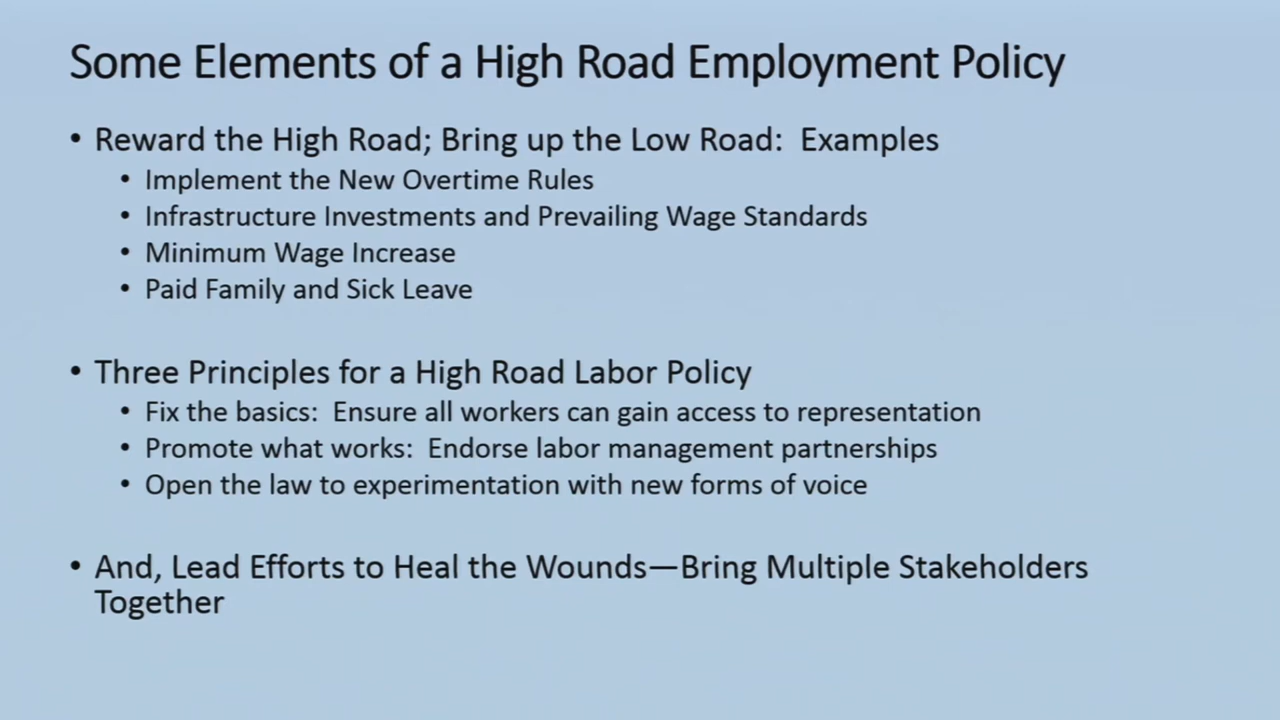 Some Elements of a High Road Employment Policy
• Reward the High Road; Bring up the Low Road:  Examples
• Implement the New Overtime Rules
• Infrastructure Investments and Prevailing Wage Standards
• Minimum Wage Increase
• Paid Family and Sick Leave
• Three Principles for a High Road Labor Policy
• Fix the basics:  Ensure all workers can gain access to representation
• Promote what works:  Endorse labor management partnerships
• Open the law to experimentation with new forms of voice
• And, Lead Efforts to Heal the Wounds—Bring Multiple Stakeholders
Together